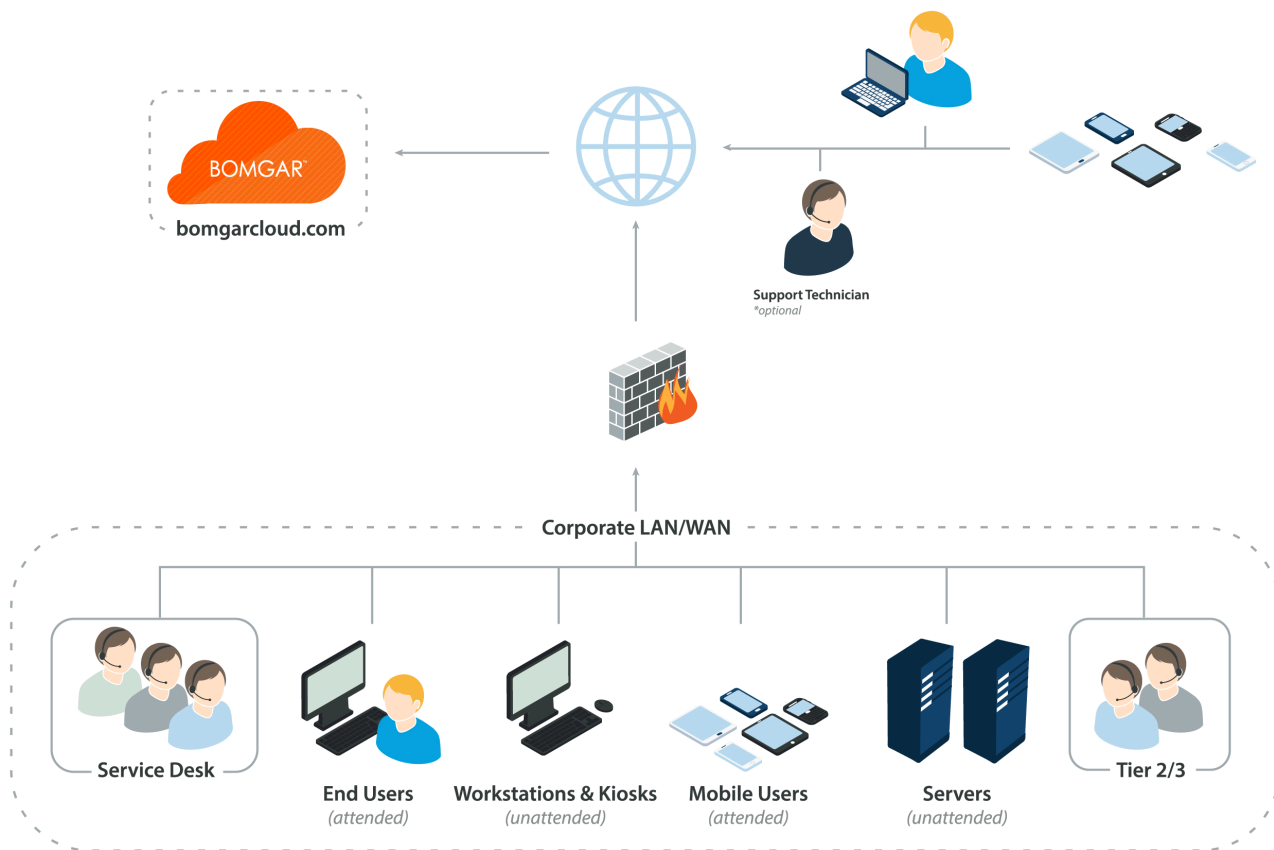 BOMGAR™
bomgarcloud.com
Support Technician
*optional
Corporate LAN/WAN
Service Desk
End Users
(attended)
Workstations & Kiosks
(unattended)
Mobile Users
(attended)
Servers
(unattended)
Tier 2/3